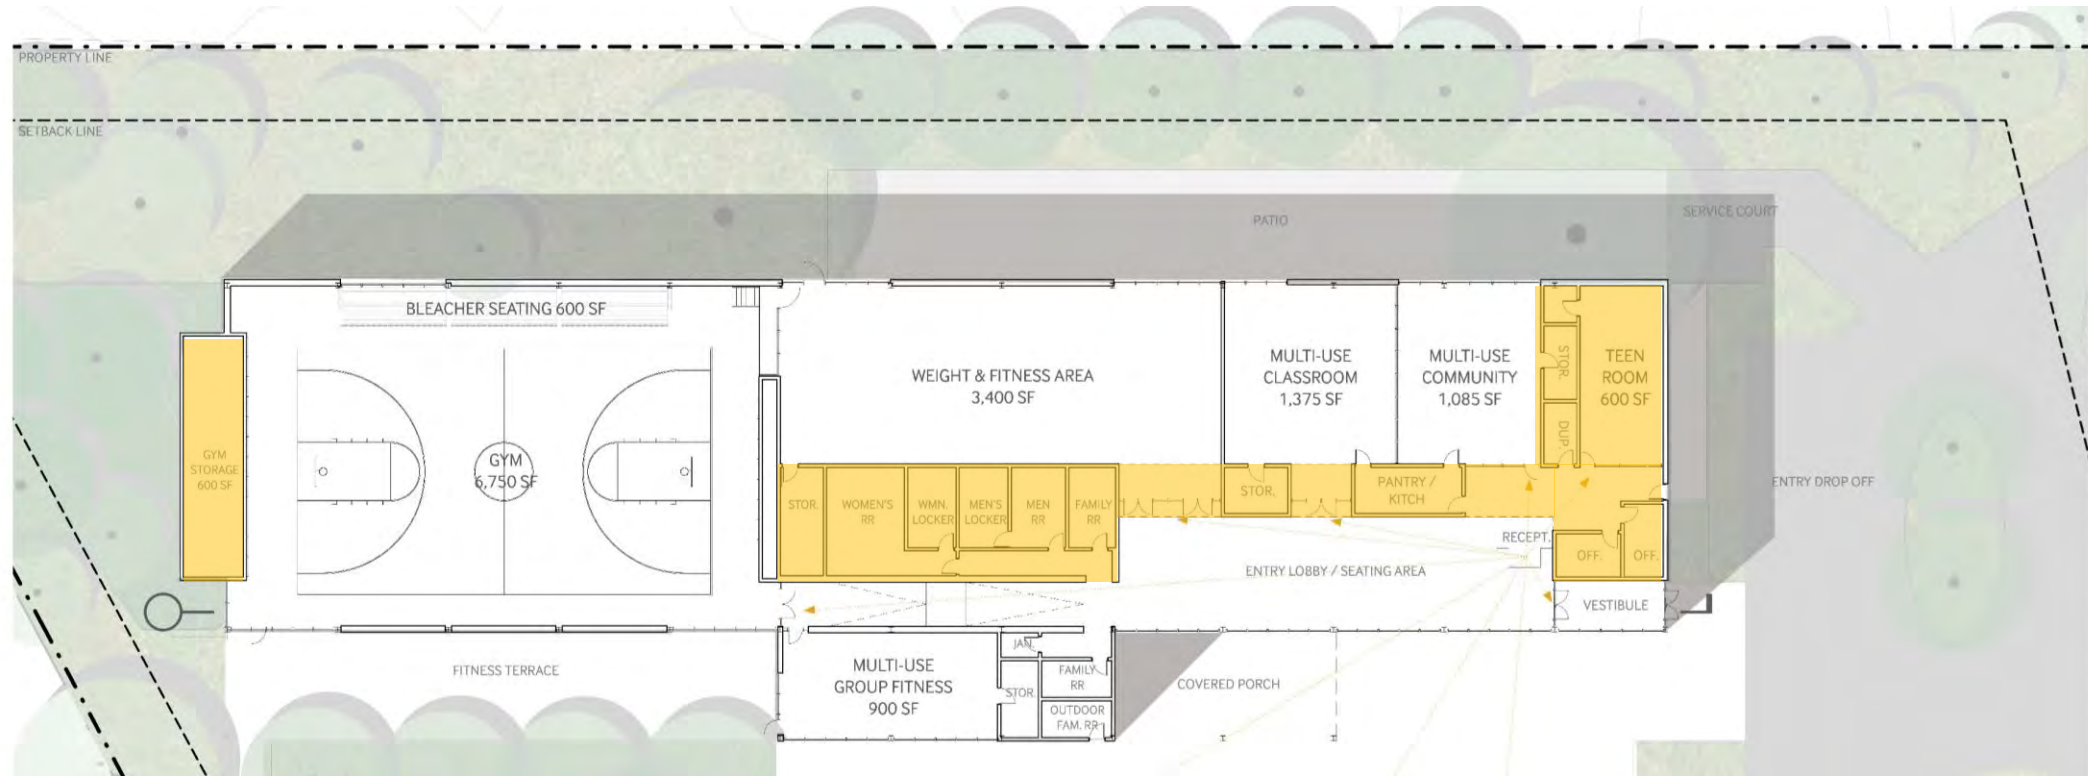 PROPERTY LINE
SETBACK LINE
PATIO
SERVICE COURT
BLEACHER SEATING 600 SF
WEIGHT & FITNESS AREA
3,400 SF
MULTI-USE
CLASSROOM
1,375 SF
MULTI-USE
COMMUNITY
1,085 SF
STOR.
TEEN
ROOM
600 SF
DUP.
GYM
STORAGE
600 SF
GYM
6,750 SF
STOR.
WOMEN'S
RR
WMN.
LOCKER
MEN'S
LOCKER
MEN
RR
FAMILY
RR
STOR.
PANTRY /
KITCH
ENTRY DROP OFF
RECEPT.
OFF.
OFF.
ENTRY LOBBY / SEATING AREA
VESTIBULE
FITNESS TERRACE
MULTI-USE
GROUP FITNESS
900 SF
JAN.
STOR.
FAMILY
RR
OUTDOOR
FAM. RR
COVERED PORCH